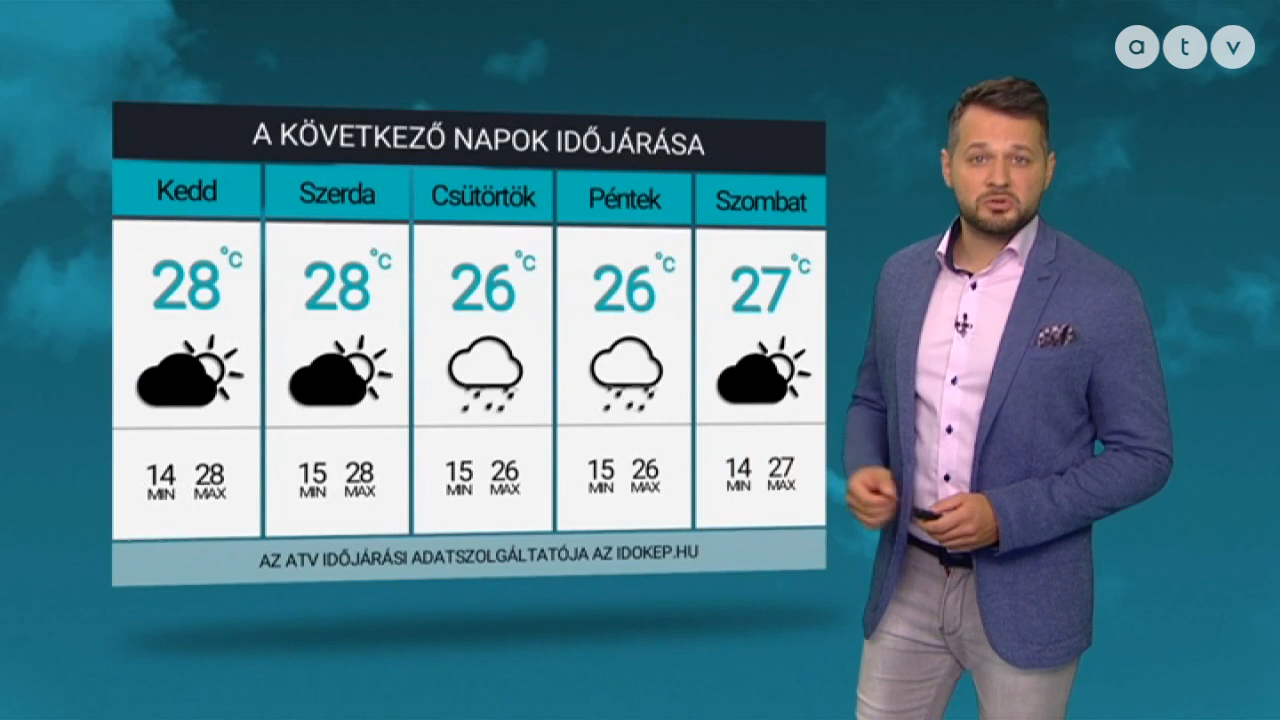 atv
A KÖVETKEZŐ NAPOK IDŐJÁRÁSA
Kedd Szerda Csütörtök Péntek Szombat
28 °C 28 °C 26 °C 26 °C 27 °C
14 28 15 28 15 26 15 26 14 27
MIN MAX MIN MAX MIN MAX MIN MAX MIN MAX
AZ ATV IDŐJÁRÁSI ADATSZOLGÁLTATÓJA AZ IDOKEP.HU